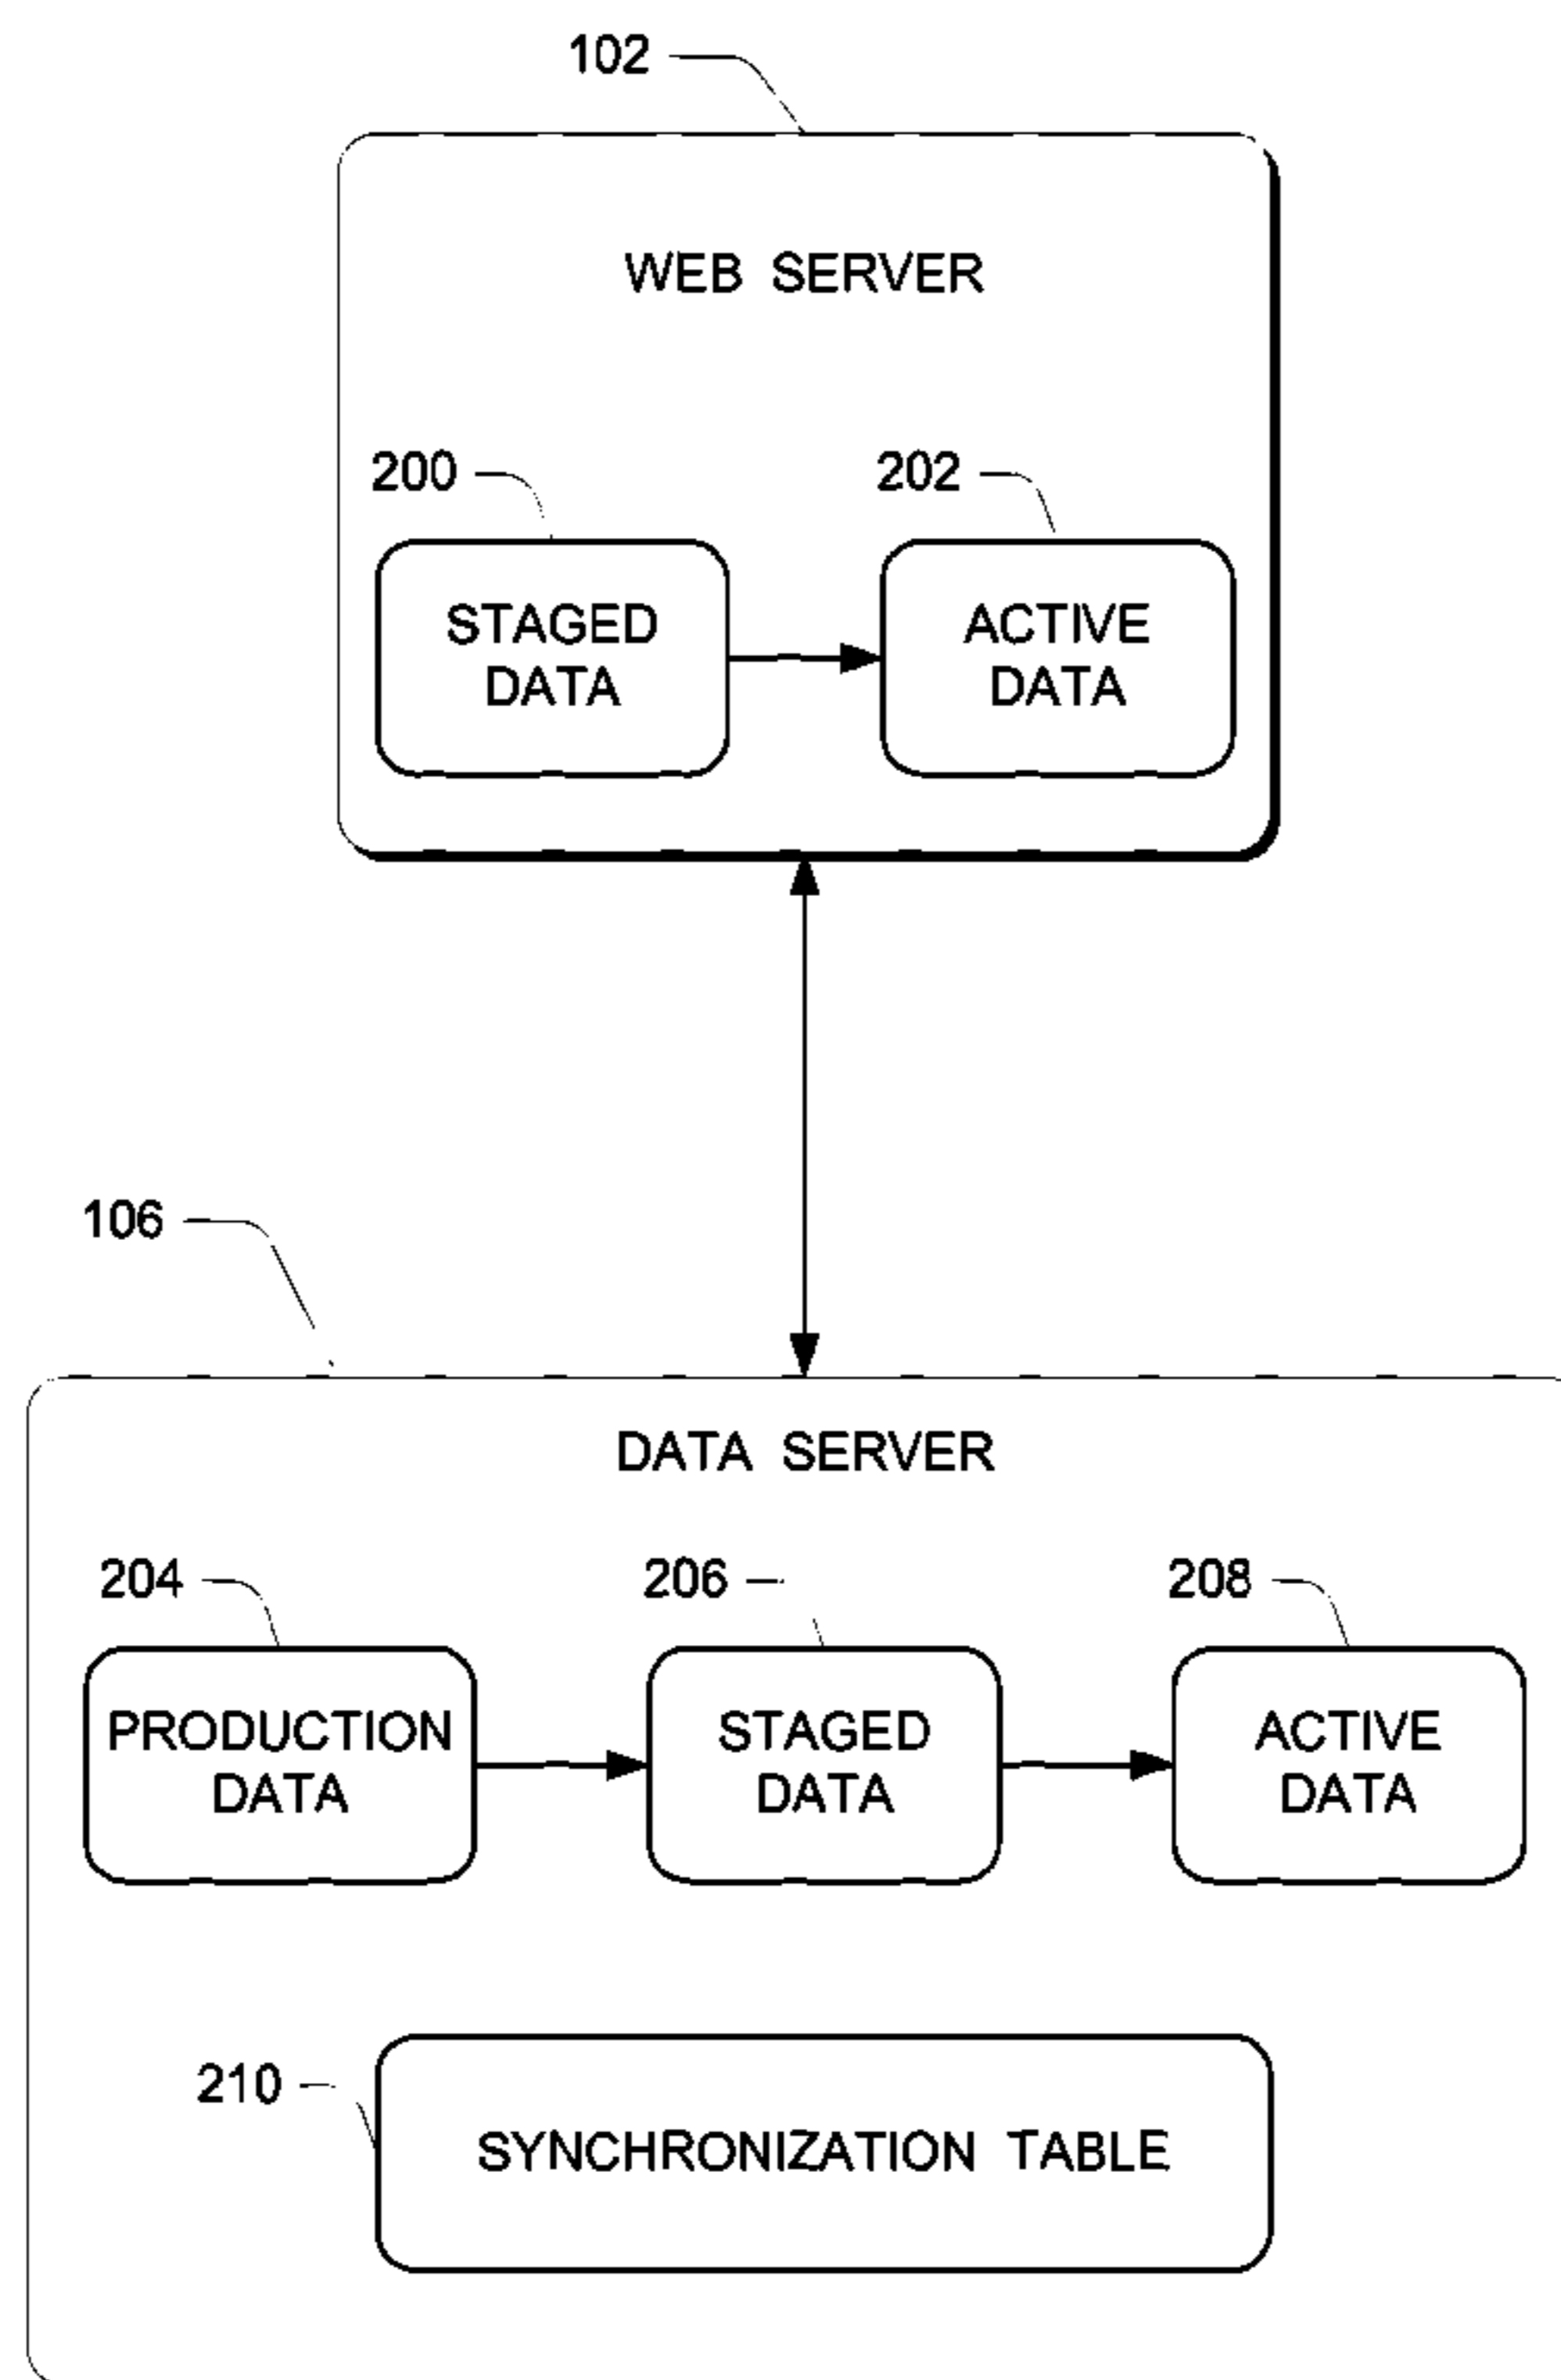 102
WEB SERVER
200
202
STAGED
DATA
ACTIVE
DATA
106
DATA SERVER
204
206
208
PRODUCTION
DATA
STAGED
DATA
ACTIVE
DATA
210
SYNCHRONIZATION TABLE